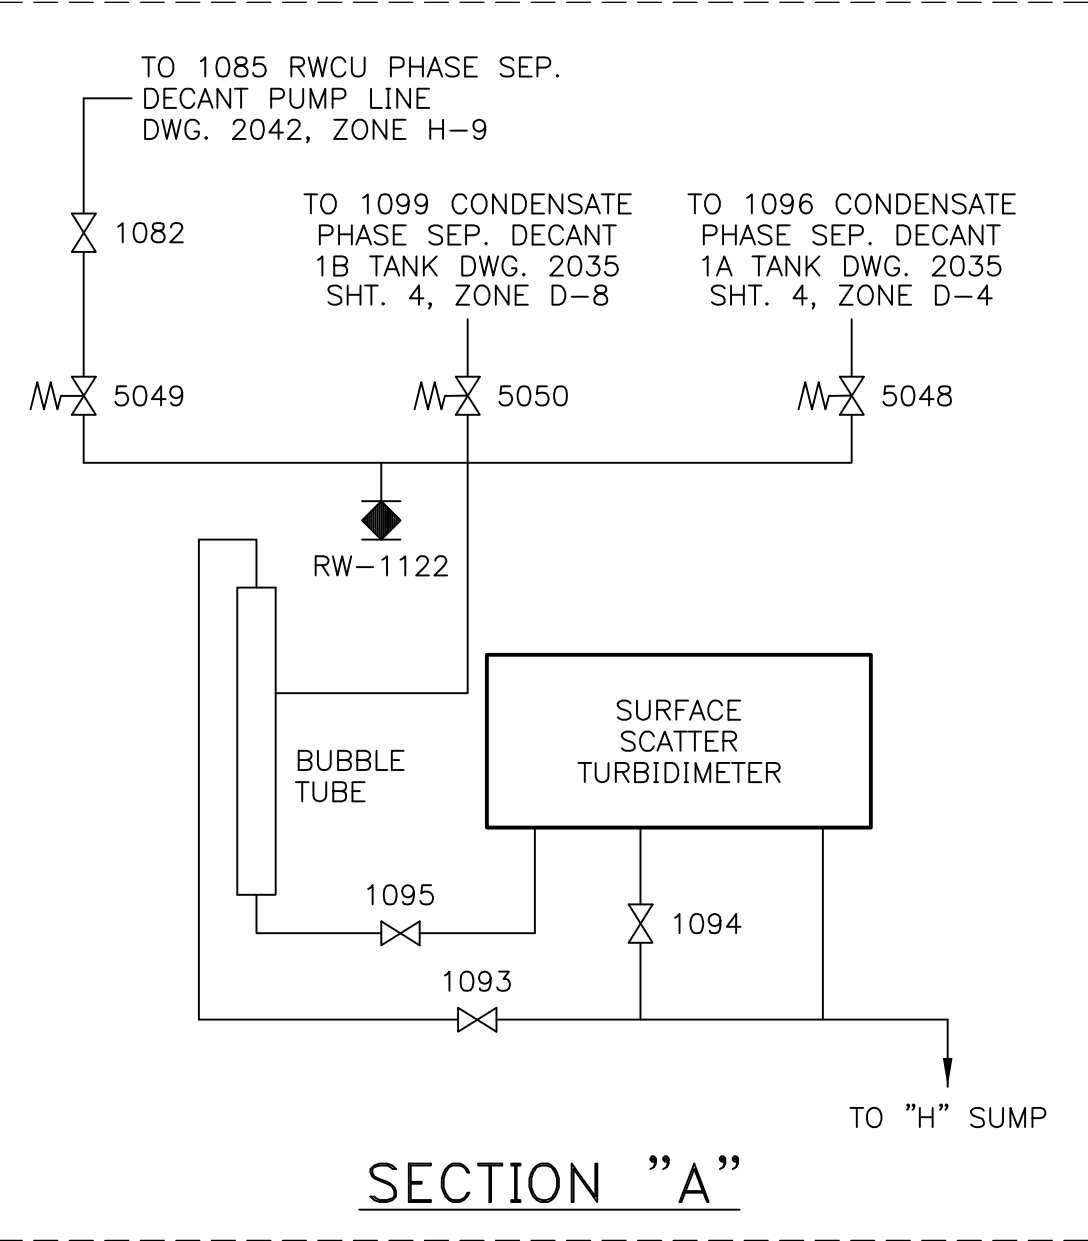 TO 1085 RWCU PHASE SEP.
DECANT PUMP LINE
DWG. 2042, ZONE H-9
1082
TO 1099 CONDENSATE
PHASE SEP. DECANT
1B TANK DWG. 2035
SHT. 4, ZONE D-8
TO 1096 CONDENSATE
PHASE SEP. DECANT
1A TANK DWG. 2035
SHT. 4, ZONE D-4
5049
5050
5048
RW-1122
SURFACE
SCATTER
TURBIDIMETER
BUBBLE
TUBE
1095
1094
1093
TO "H" SUMP
SECTION "A"